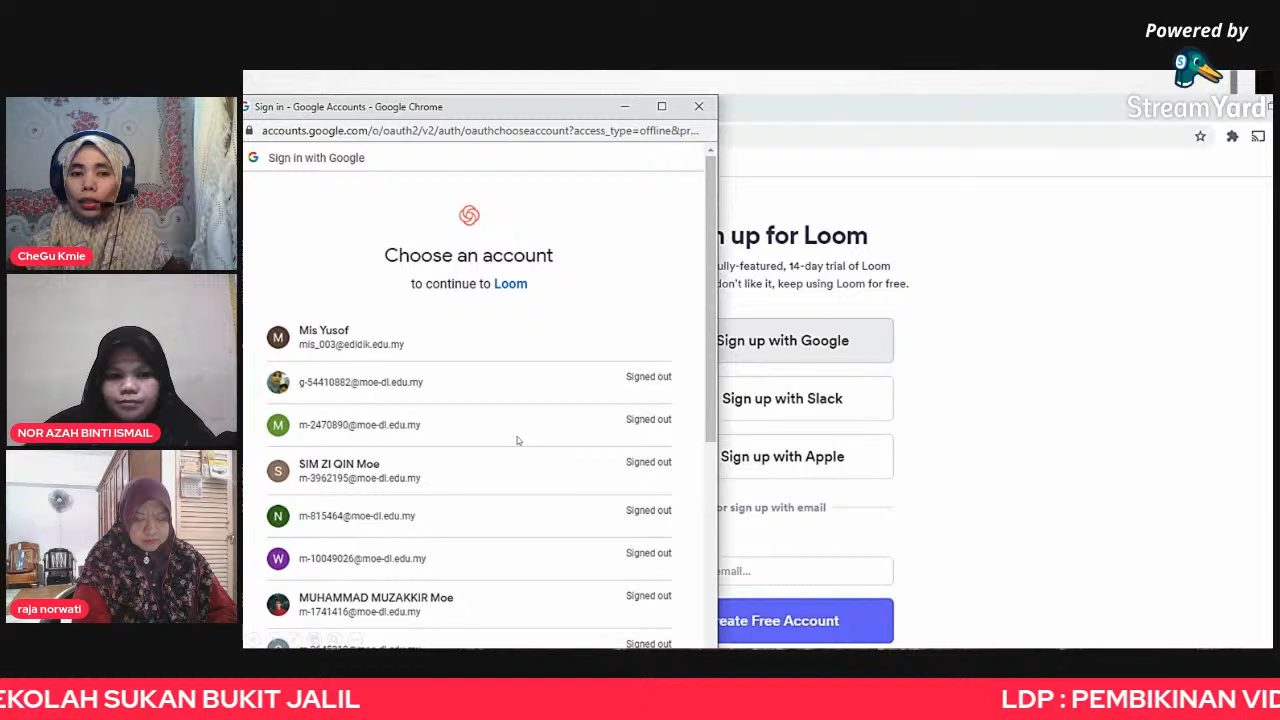 Powered by
StreamYard
Sign in - Google Accounts - Google Chrome
accounts.google.com/o/oauth2/v2/auth/oauthchooseaccount?access_type=offline&pr...
Sign in with Google
Choose an account
to continue to Loom
Mis Yusof
mis_003@edidik.edu.my
g-54410882@moe-dl.edu.my
Signed out
m-2470890@moe-dl.edu.my
Signed out
SIM ZI QIN Moe
m-3962195@moe-dl.edu.my
Signed out
m-815464@moe-dl.edu.my
Signed out
m-10049026@moe-dl.edu.my
Signed out
MUHAMMAD MUZAKKIR Moe
m-1741416@moe-dl.edu.my
Signed out
Signed out
n up for Loom
ully-featured, 14-day trial of Loom
don't like it, keep using Loom for free.
Sign up with Google
Sign up with Slack
Sign up with Apple
or sign up with email
email...
eate Free Account
CheGu Kmie
NOR AZAH BINTI ISMAIL
raja norwati
EKOLAH SUKAN BUKIT JALIL
LDP : PEMBIKINAN VID